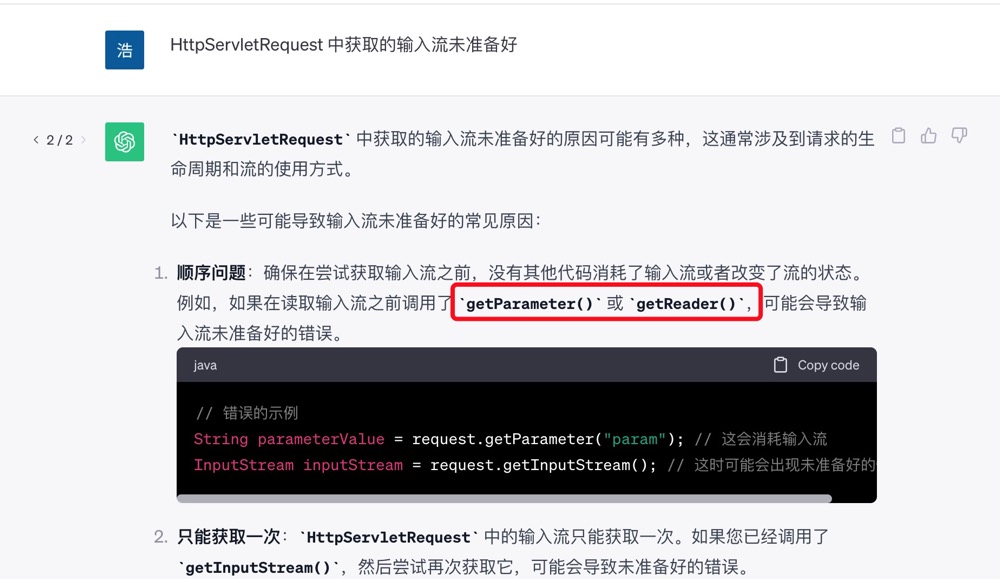 浩
HttpServletRequest 中获取的输入流未准备好
< 2 / 2 >
`HttpServletRequest` 中获取的输入流未准备好的原因可能有多种，这通常涉及到请求的生
命周期和流的使用方式。
以下是一些可能导致输入流未准备好的常见原因：
1. 顺序问题：确保在尝试获取输入流之前，没有其他代码消耗了输入流或者改变了流的状态。
例如，如果在读取输入流之前调用了 `getParameter()` 或 `getReader()`，可能会导致输
入流未准备好的错误。
java Copy code
// 错误的示例
String parameterValue = request.getParameter("param"); // 这会消耗输入流
InputStream inputStream = request.getInputStream(); // 这时可能会出现未准备好的
2. 只能获取一次：`HttpServletRequest` 中的输入流只能获取一次。如果您已经调用了
`getInputStream()`，然后尝试再次获取它，可能会导致未准备好的错误。